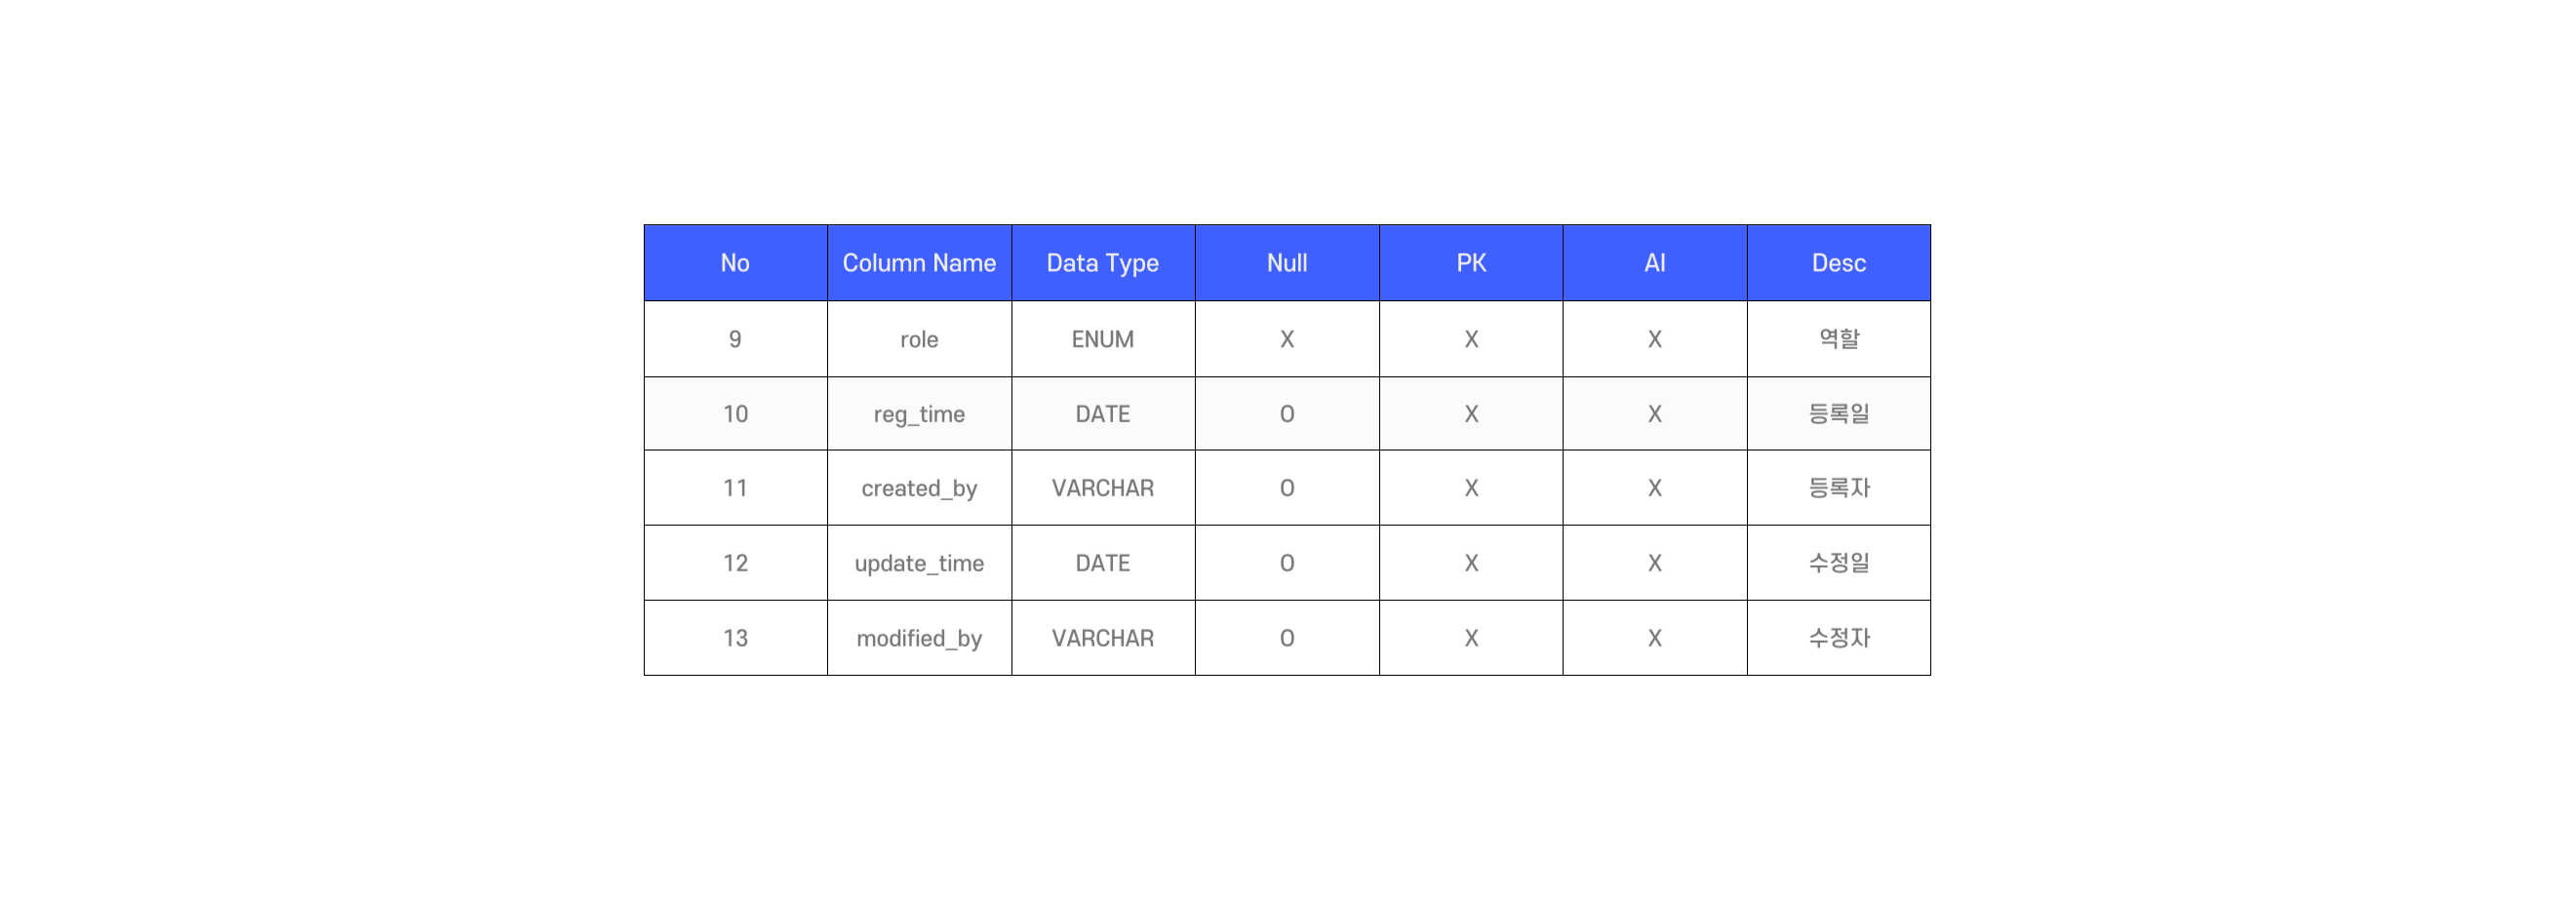 No Column Name Data Type Null PK AI Desc
9 role ENUM X X X 역할
10 reg_time DATE O X X 등록일
11 created_by VARCHAR O X X 등록자
12 update_time DATE O X X 수정일
13 modified_by VARCHAR O X X 수정자